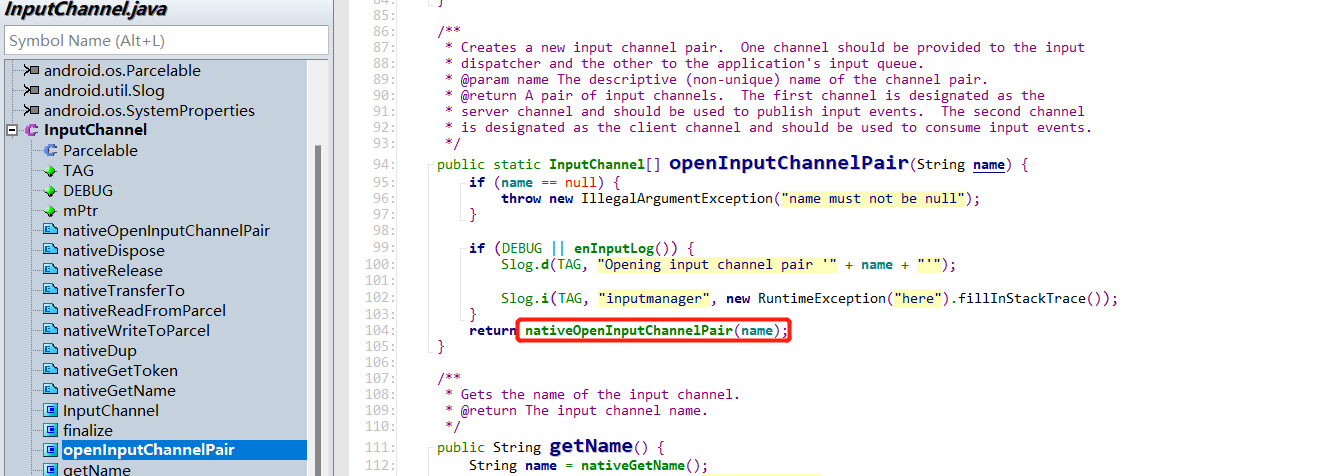 InputChannel.java
Symbol Name (Alt+L)
android.os.Parcelable
android.util.Slog
android.os.SystemProperties
InputChannel
Parcelable
TAG
DEBUG
mPtr
nativeOpenInputChannelPair
nativeDispose
nativeRelease
nativeTransferTo
nativeReadFromParcel
nativeWriteToParcel
nativeDup
nativeGetToken
nativeGetName
InputChannel
finalize
openInputChannelPair
getName
84: }
85:
86: /**
87: * Creates a new input channel pair.  One channel should be provided to the input
88: * dispatcher and the other to the application's input queue.
89: * @param name The descriptive (non-unique) name of the channel pair.
90: * @return A pair of input channels.  The first channel is designated as the
91: * server channel and should be used to publish input events.  The second channel
92: * is designated as the client channel and should be used to consume input events.
93: */
94: public static InputChannel[] openInputChannelPair(String name) {
95: if (name == null) {
96: throw new IllegalArgumentException("name must not be null");
97: }
98:
99: if (DEBUG || enInputLog()) {
100: Slog.d(TAG, "Opening input channel pair '" + name + "'");
101:
102: Slog.i(TAG, "inputmanager", new RuntimeException("here").fillInStackTrace());
103: }
104: return nativeOpenInputChannelPair(name);
105: }
106:
107: /**
108: * Gets the name of the input channel.
109: * @return The input channel name.
110: */
111: public String getName() {
112: String name = nativeGetName();